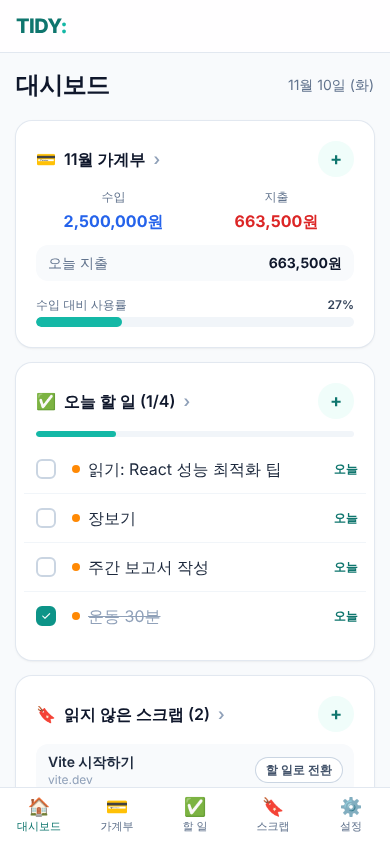 TIDY:
대시보드 11월 10일 (화)
11월 가계부 ›
+
수입 지출
2,500,000원 663,500원
오늘 지출 663,500원
수입 대비 사용률 27%
오늘 할 일 (1/4) ›
+
읽기: React 성능 최적화 팁 오늘
장보기 오늘
주간 보고서 작성 오늘
운동 30분 오늘
읽지 않은 스크랩 (2) ›
+
Vite 시작하기
vite.dev
할 일로 전환
대시보드 가계부 할 일 스크랩 설정